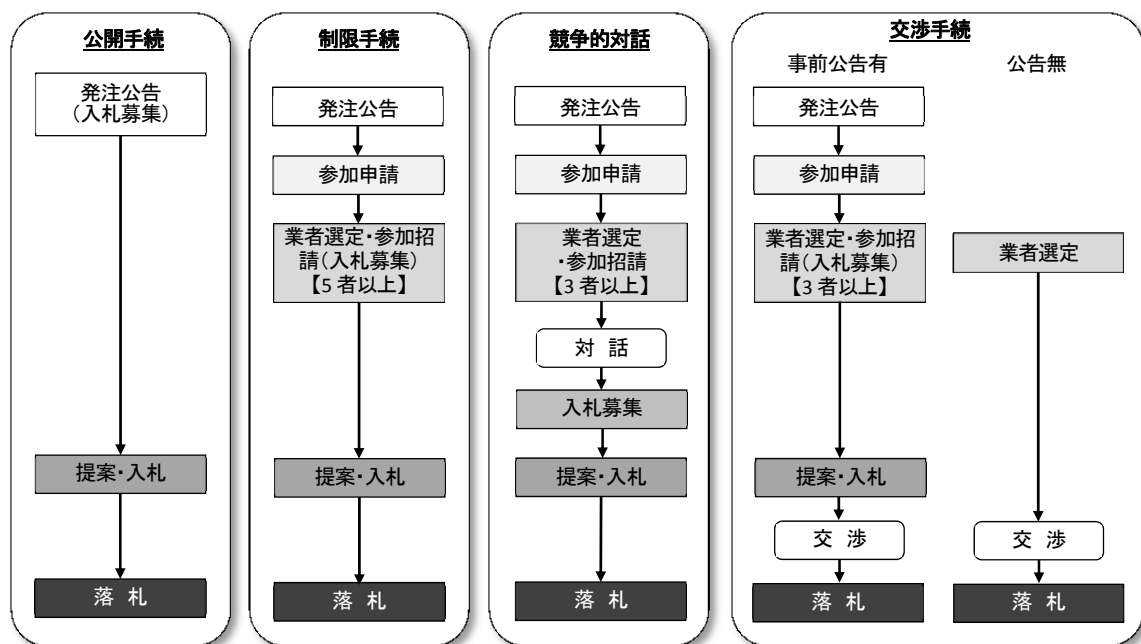 公開手続
発注公告
(入札募集)
提案・入札
落 札
制限手続
発注公告
参加申請
業者選定・参加招
請(入札募集)
【5 者以上】
提案・入札
落 札
競争的対話
発注公告
参加申請
業者選定
・参加招請
【3 者以上】
対 話
入札募集
提案・入札
落 札
交渉手続
事前公告有
発注公告
参加申請
業者選定・参加招
請(入札募集)
【3 者以上】
提案・入札
交 渉
落 札
公告無
業者選定
交 渉
落 札